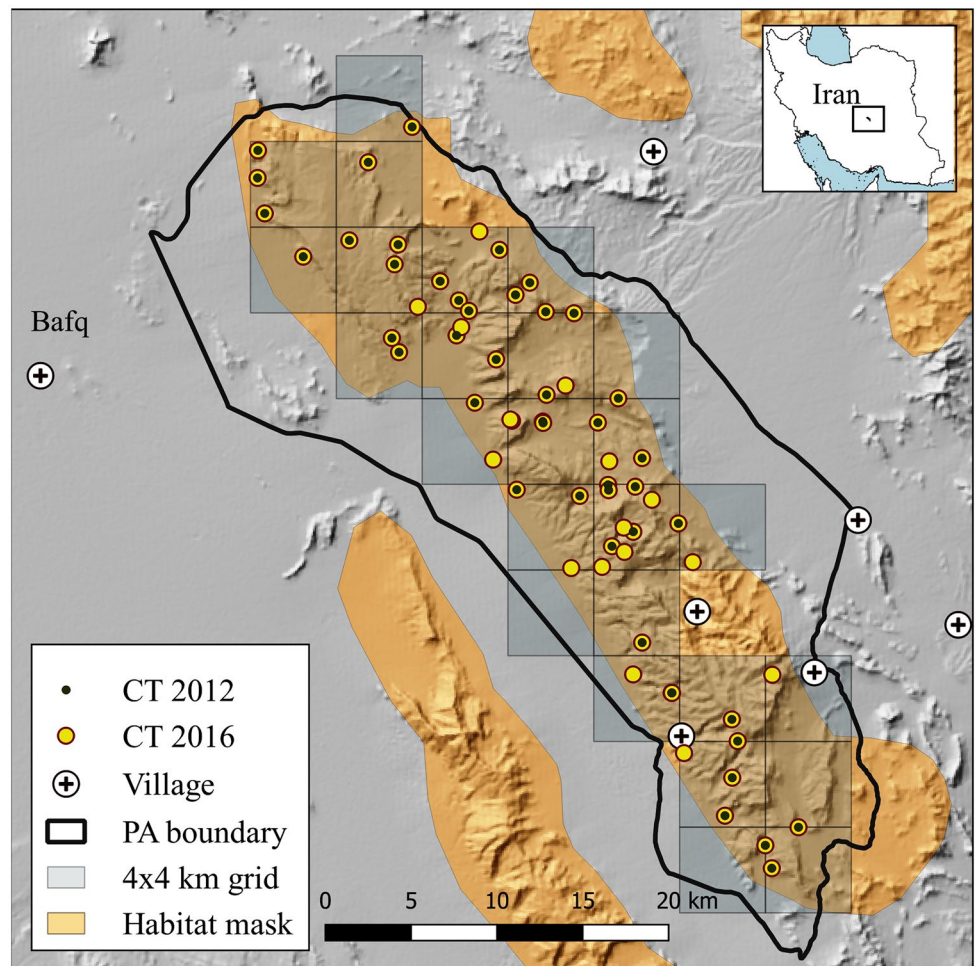 Iran
Bafq
CT 2012
CT 2016
Village
PA boundary
4x4 km grid
Habitat mask
0 5 10 15 20 km